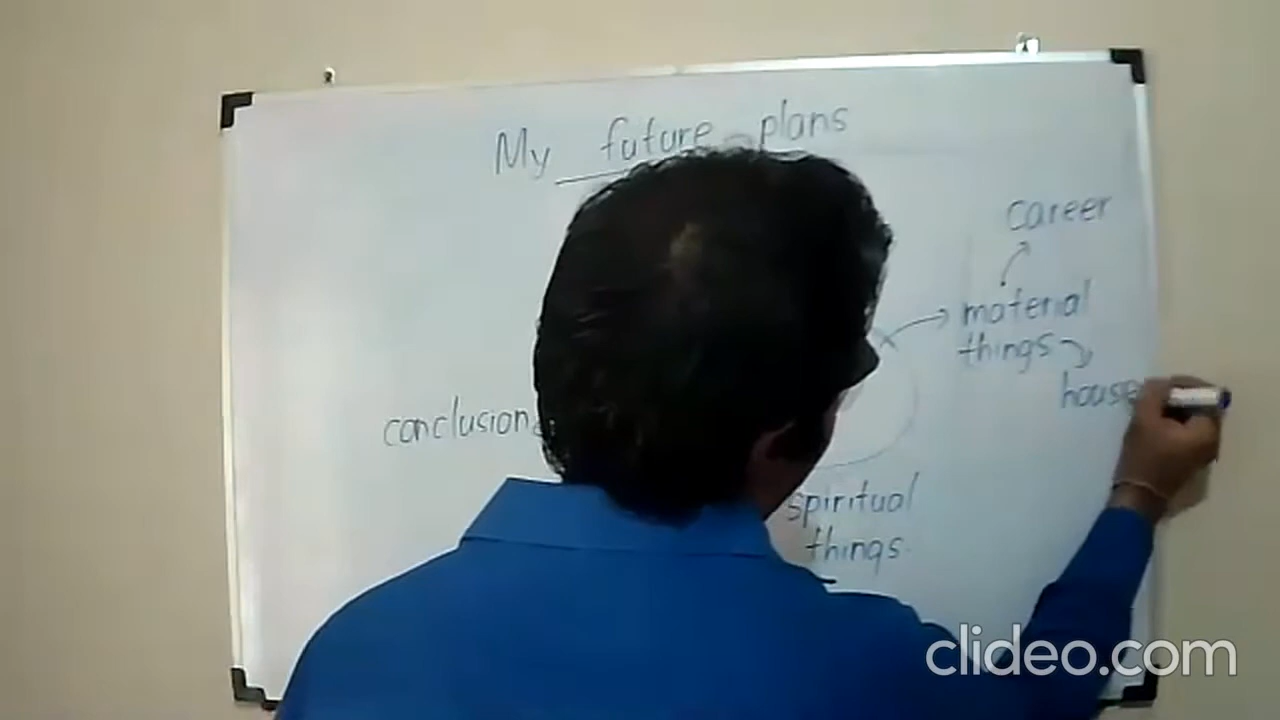 My future plans
career
material
things
house
conclusion
spiritual
things
clideo.com